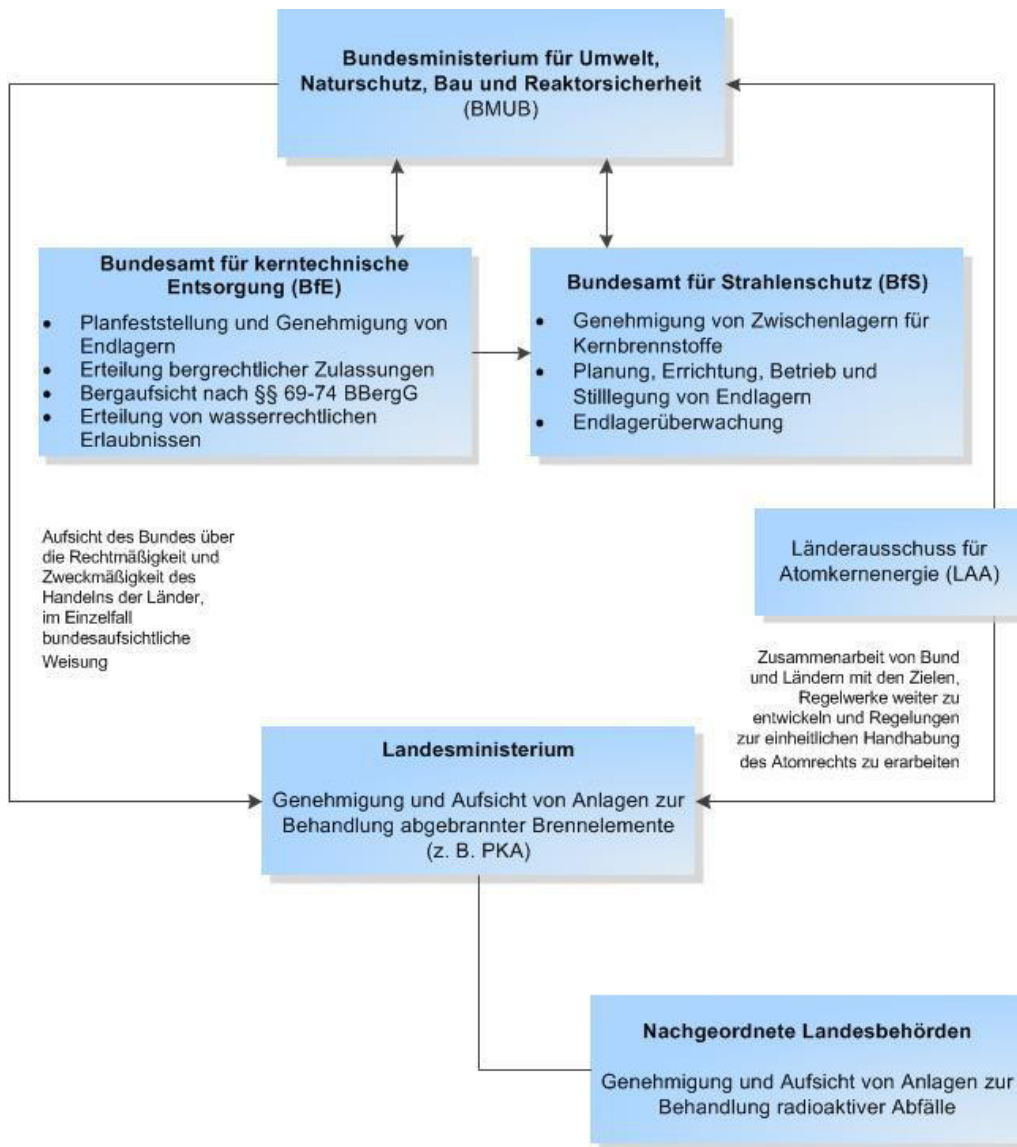 Bundesministerium für Umwelt,
Naturschutz, Bau und Reaktorsicherheit
(BMUB)
Bundesamt für kerntechnische
Entsorgung (BfE)
• Planfeststellung und Genehmigung von
Endlagern
• Erteilung bergrechtlicher Zulassungen
• Bergaufsicht nach §§ 69-74 BBergG
• Erteilung von wasserrechtlichen
Erlaubnissen
Bundesamt für Strahlenschutz (BfS)
• Genehmigung von Zwischenlagern für
Kernbrennstoffe
• Planung, Errichtung, Betrieb und
Stilllegung von Endlagern
• Endlagerüberwachung
Aufsicht des Bundes über
die Rechtmäßigkeit und
Zweckmäßigkeit des
Handelns der Länder,
im Einzelfall
bundesaufsichtliche
Weisung
Länderausschuss für
Atomkernenergie (LAA)
Zusammenarbeit von Bund
und Ländern mit den Zielen,
Regelwerke weiter zu
entwickeln und Regelungen
zur einheitlichen Handhabung
des Atomrechts zu erarbeiten
Landesministerium
Genehmigung und Aufsicht von Anlagen zur
Behandlung abgebrannter Brennelemente
(z. B. PKA)
Nachgeordnete Landesbehörden
Genehmigung und Aufsicht von Anlagen zur
Behandlung radioaktiver Abfälle